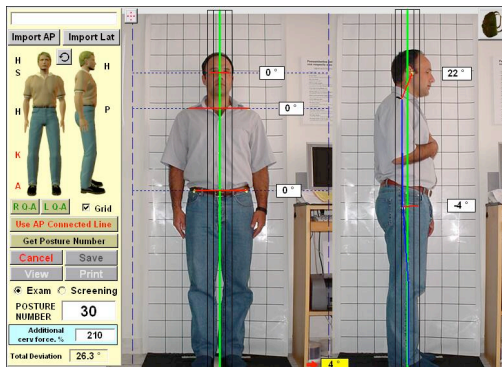 Import AP Import Lat
H H
S
H P
K
A
R Q-A L Q-A Grid
Use AP Connected Line
Get Posture Number
Cancel Save
View Print
Exam Screening
POSTURE
NUMBER 30
Additional
cerv force. % 210
Total Deviation 26.3 °
0 °
0 °
0 °
4 °
22 °
-4°